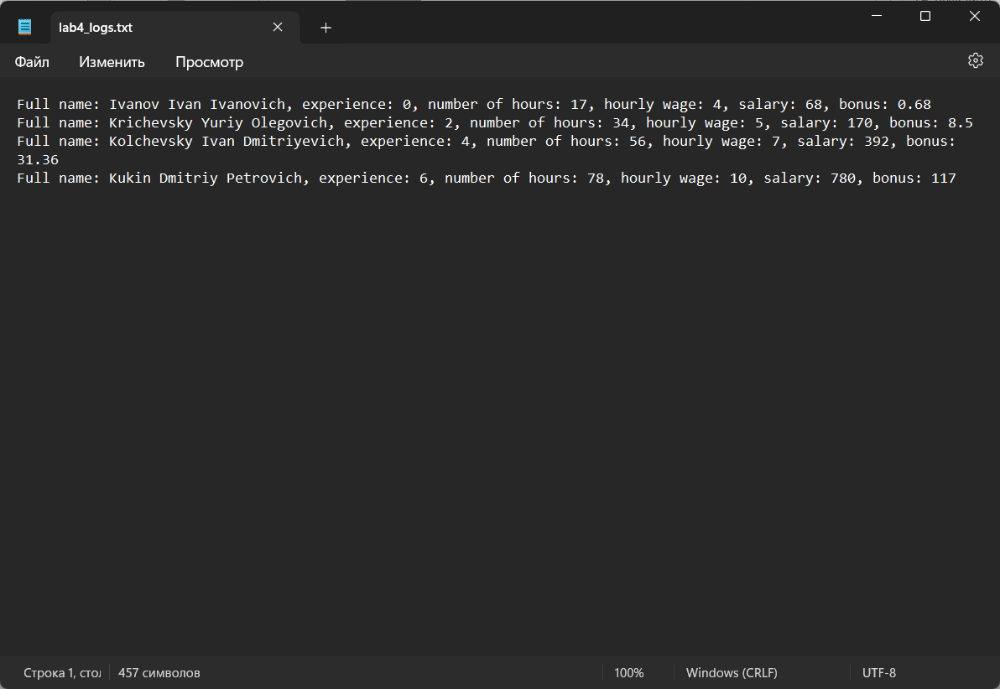 lab4_logs.txt
Файл Изменить Просмотр
Full name: Ivanov Ivan Ivanovich, experience: 0, number of hours: 17, hourly wage: 4, salary: 68, bonus: 0.68
Full name: Krichevsky Yuriy Olegovich, experience: 2, number of hours: 34, hourly wage: 5, salary: 170, bonus: 8.5
Full name: Kolchevsky Ivan Dmitriyevich, experience: 4, number of hours: 56, hourly wage: 7, salary: 392, bonus:
31.36
Full name: Kukin Dmitriy Petrovich, experience: 6, number of hours: 78, hourly wage: 10, salary: 780, bonus: 117
Строка 1, стол 457 символов 100% Windows (CRLF) UTF-8